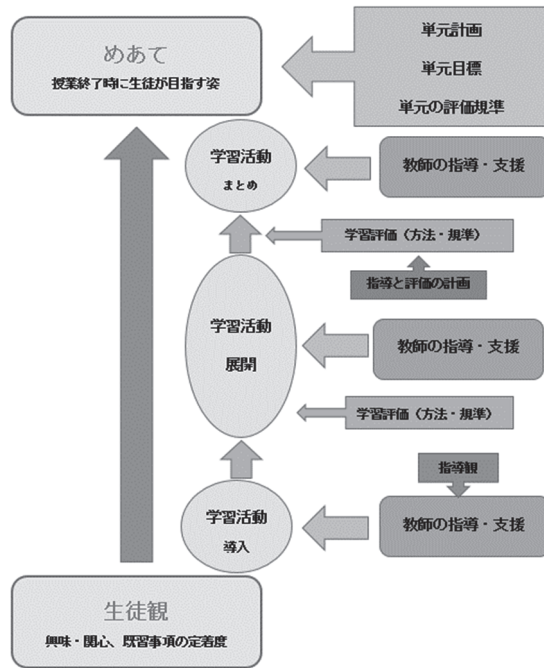 めあて
授業終了時に生徒が目指す姿
単元計画
単元目標
単元の評価規準
学習活動
まとめ
教師の指導・支援
学習評価（方法・規準）
指導と評価の計画
学習活動
展開
教師の指導・支援
学習評価（方法・規準）
指導観
学習活動
導入
教師の指導・支援
生徒観
興味・関心、既習事項の定着度